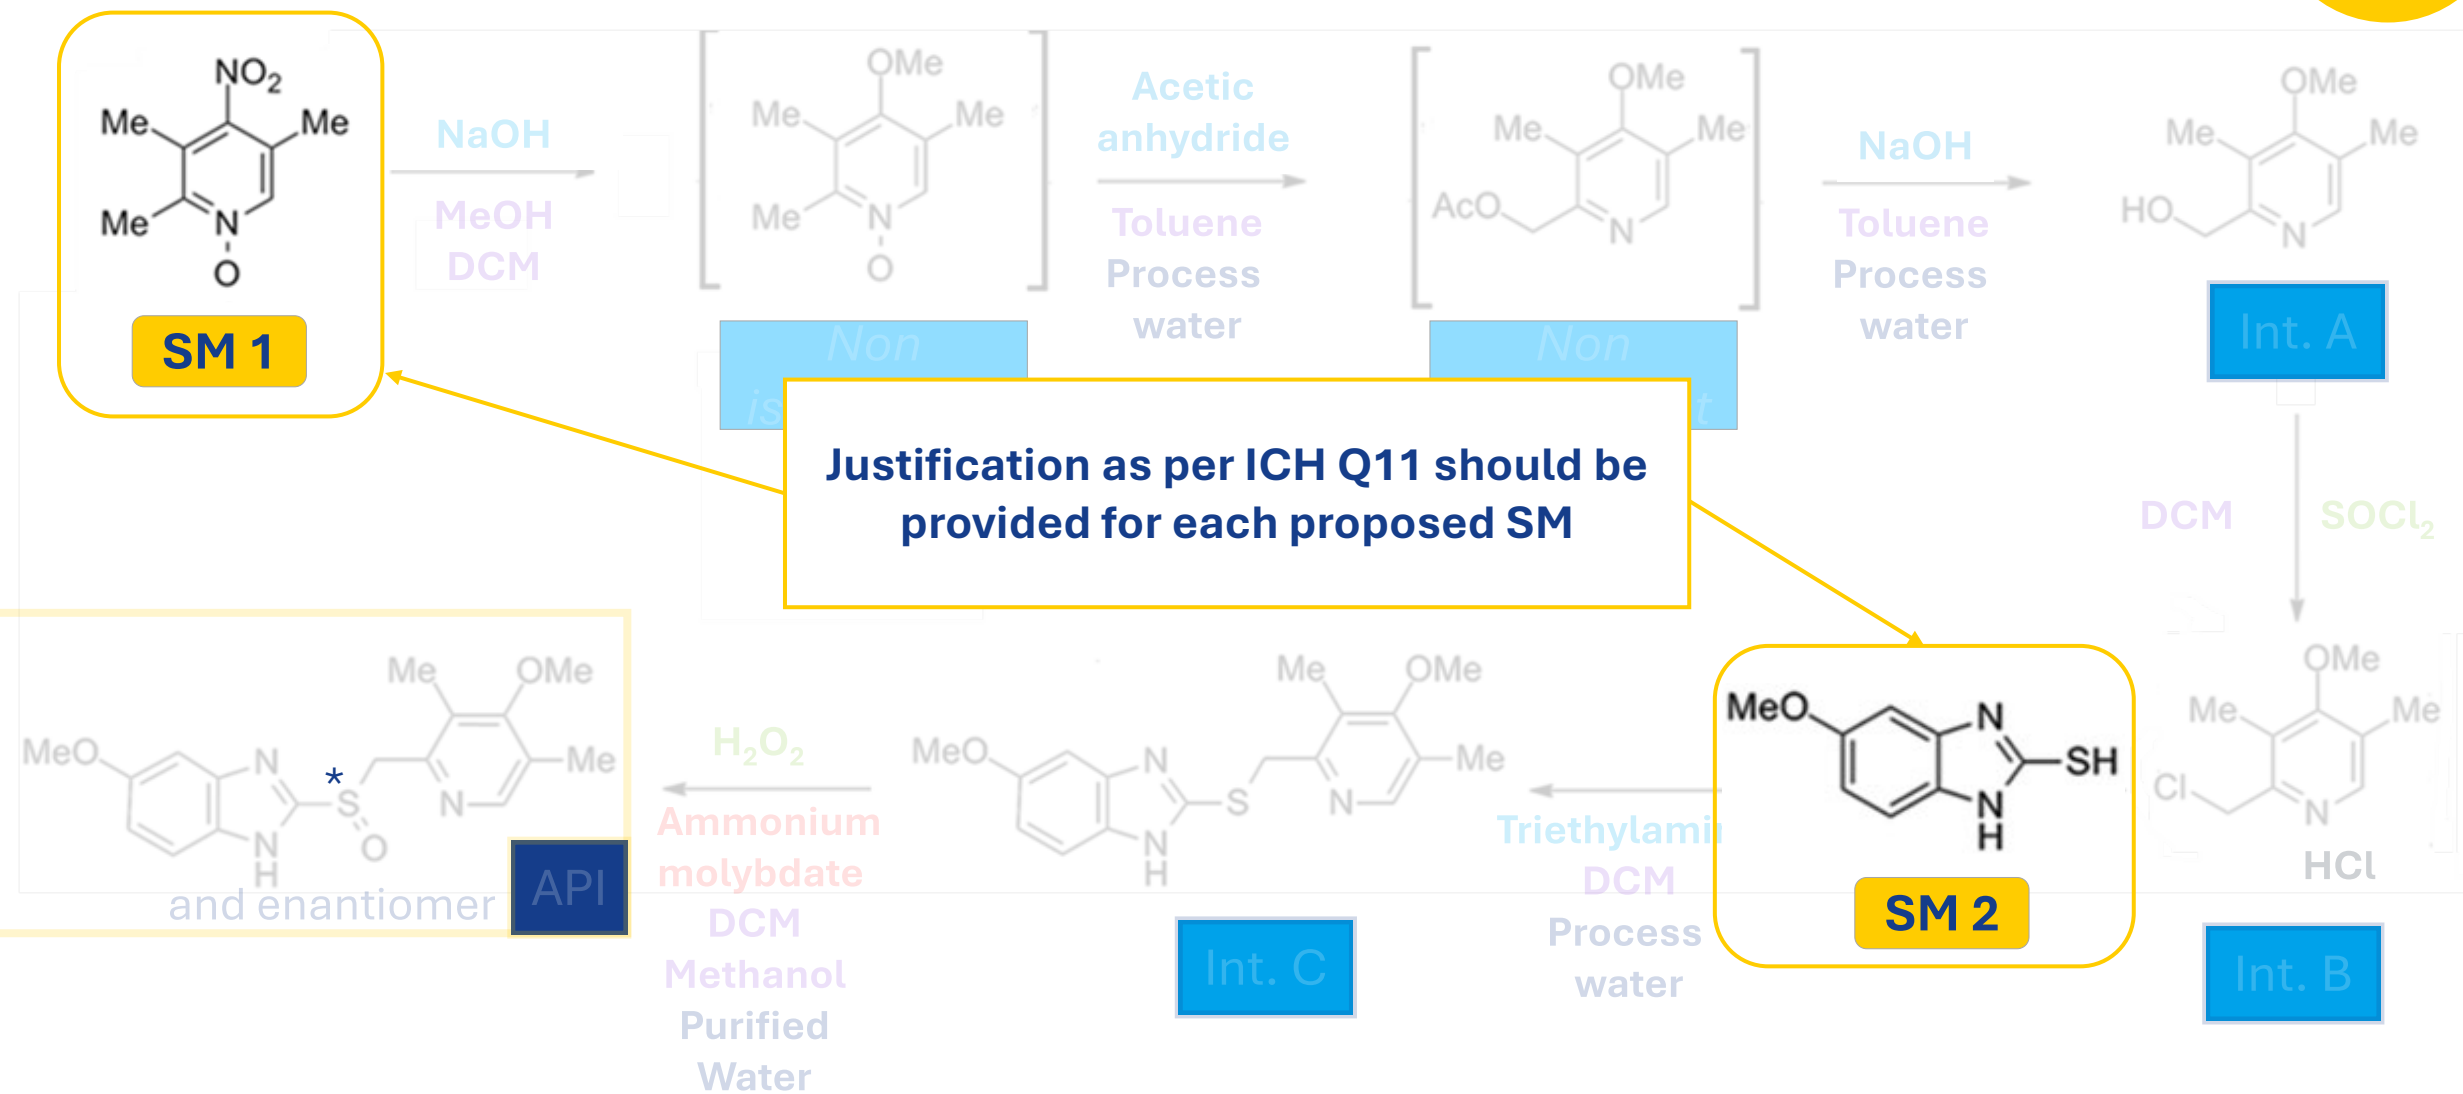 NO2
Me
Me
Me
N
O
SM 1
NaOH
MeOH
DCM
OMe
Me
Me
Me
N
O
Non
is
Acetic
anhydride
Toluene
Process
water
OMe
Me
Me
AcO
N
Non
t
NaOH
Toluene
Process
water
OMe
Me
Me
HO
N
Int. A
Justification as per ICH Q11 should be
provided for each proposed SM
DCM
SOCl2
OMe
Me
Me
Cl
N
HCl
Int. B
MeO
N
SH
N
H
SM 2
Triethylami
DCM
Process
water
Me
OMe
MeO
N
Me
S
N
N
H
Int. C
H2O2
Ammonium
molybdate
DCM
Methanol
Purified
Water
Me
OMe
MeO
N
*
Me
S
N
N
O
H
and enantiomer
API